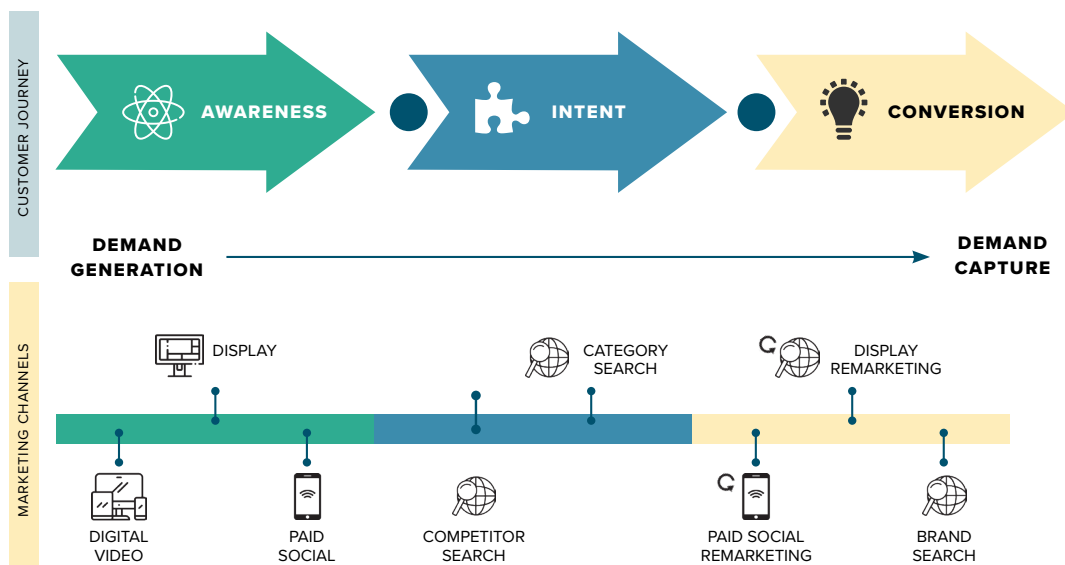 CUSTOMER JOURNEY
AWARENESS
INTENT
CONVERSION
DEMAND
GENERATION
DEMAND
CAPTURE
MARKETING CHANNELS
DISPLAY
CATEGORY
SEARCH
DISPLAY
REMARKETING
DIGITAL
VIDEO
PAID
SOCIAL
COMPETITOR
SEARCH
PAID SOCIAL
REMARKETING
BRAND
SEARCH